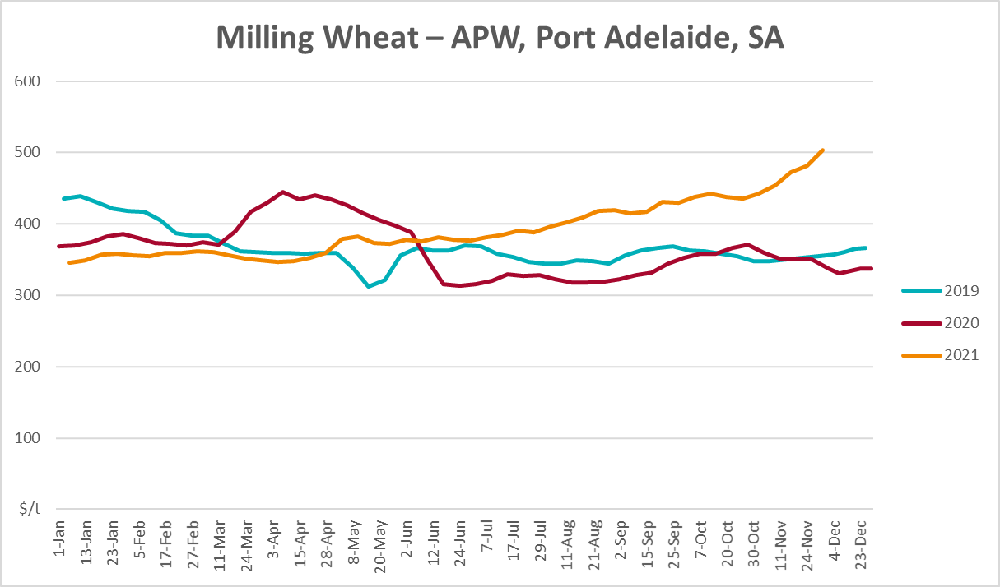 Milling Wheat – APW, Port Adelaide, SA
600
500
400
300
200
100
$/t
1-Jan
13-Jan
23-Jan
5-Feb
17-Feb
27-Feb
11-Mar
24-Mar
3-Apr
15-Apr
28-Apr
8-May
20-May
2-Jun
12-Jun
24-Jun
7-Jul
17-Jul
29-Jul
11-Aug
21-Aug
2-Sep
15-Sep
25-Sep
7-Oct
20-Oct
30-Oct
11-Nov
24-Nov
4-Dec
23-Dec
2019
2020
2021